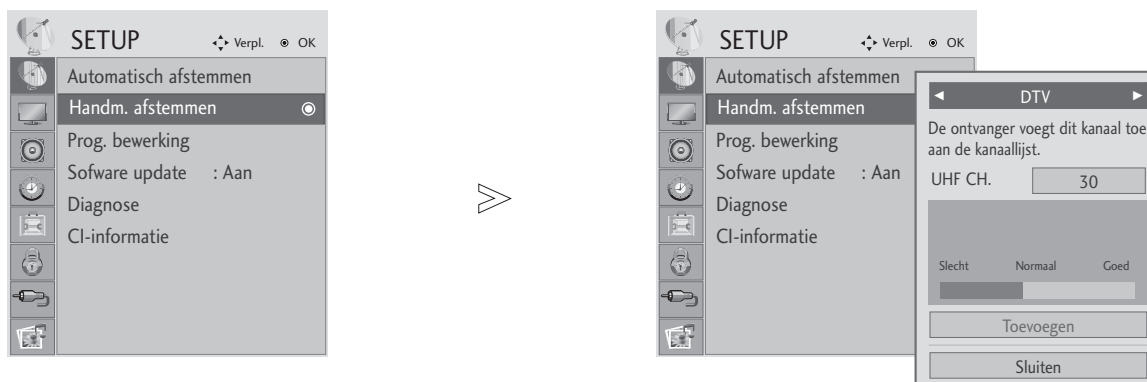 SETUP Verpl. OK
Automatisch afstemmen
Handm. afstemmen
Prog. bewerking
Sofware update : Aan
Diagnose
CI-informatie
SETUP Verpl. OK
Automatisch afstemmen
Handm. afstemmen
Prog. bewerking
Sofware update : Aan
Diagnose
CI-informatie
DTV
De ontvanger voegt dit kanaal toe
aan de kanaallijst.
UHF CH. 30
Slecht Normaal Goed
Toevoegen
Sluiten